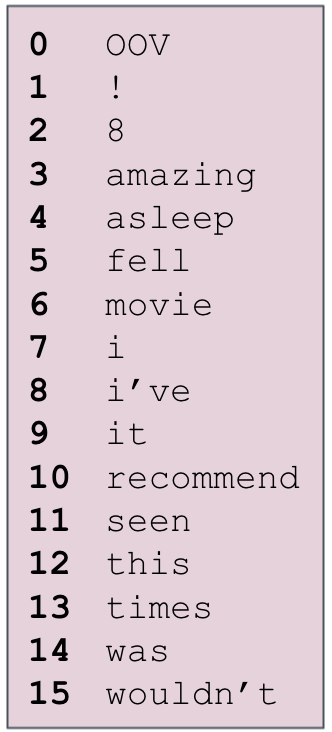 0 OOV
1 !
2 8
3 amazing
4 asleep
5 fell
6 movie
7 i
8 i’ve
9 it
10 recommend
11 seen
12 this
13 times
14 was
15 wouldn’t